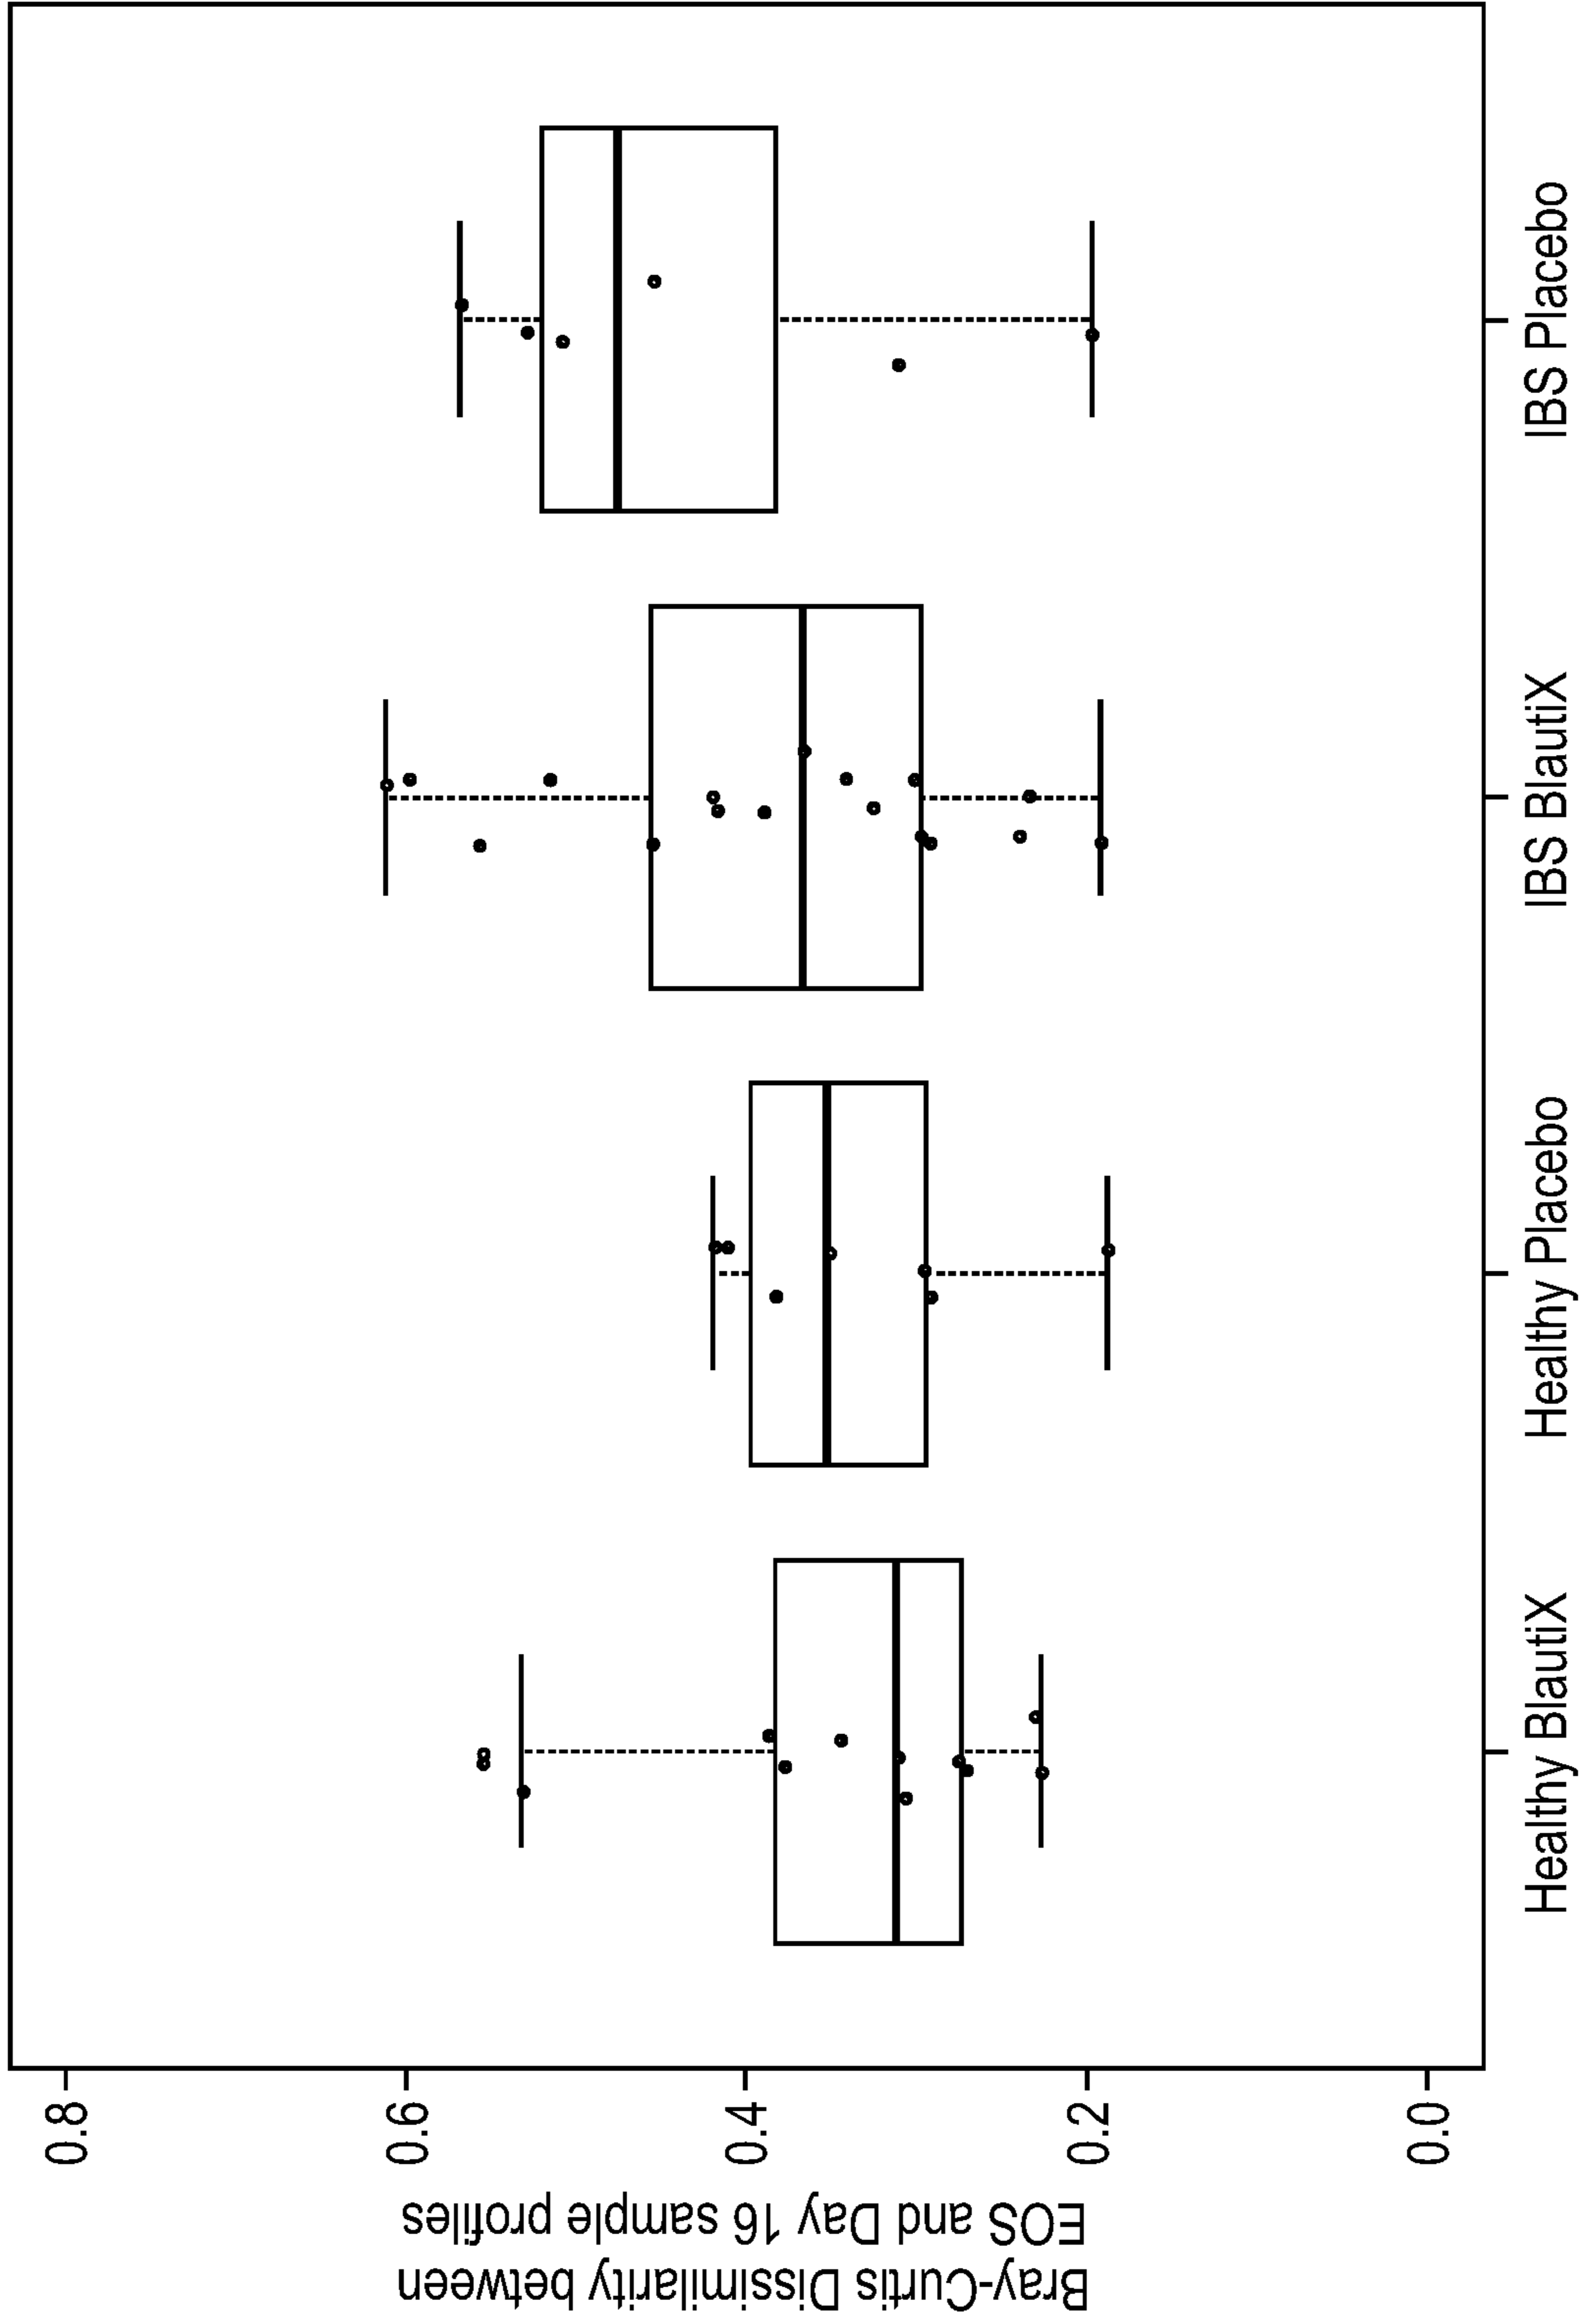 Bray-Curtis Dissimilarity between
EOS and Day 16 sample profiles
0.8
0.6
0.4
0.2
0.0
Healthy BlautiX
Healthy Placebo
IBS BlautiX
IBS Placebo